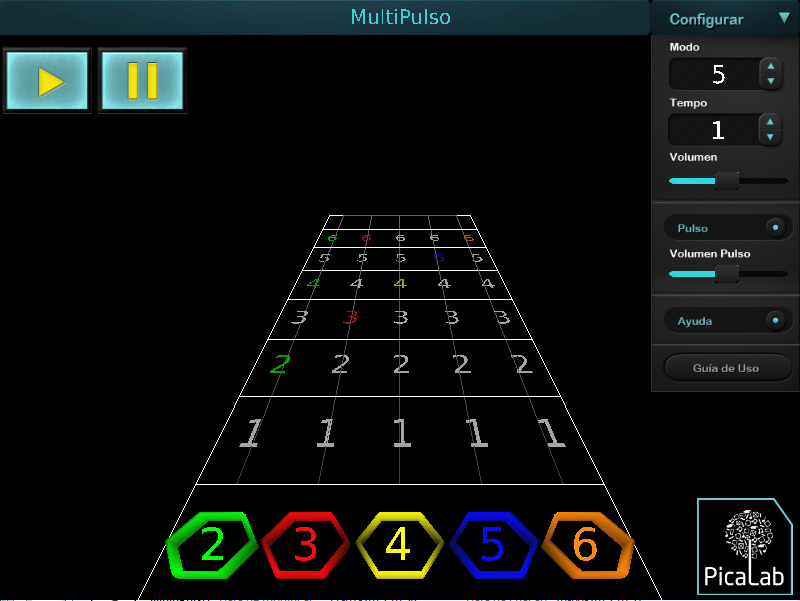 MultiPulso
Configurar
Modo
5
Tempo
1
Volumen
Pulso
Volumen Pulso
Ayuda
Guía de Uso
6 6 6 6 6
5 5 5 5 5
4 4 4 4 4
3 3 3 3 3
2 2 2 2 2
1 1 1 1 1
2 3 4 5 6
PicaLab